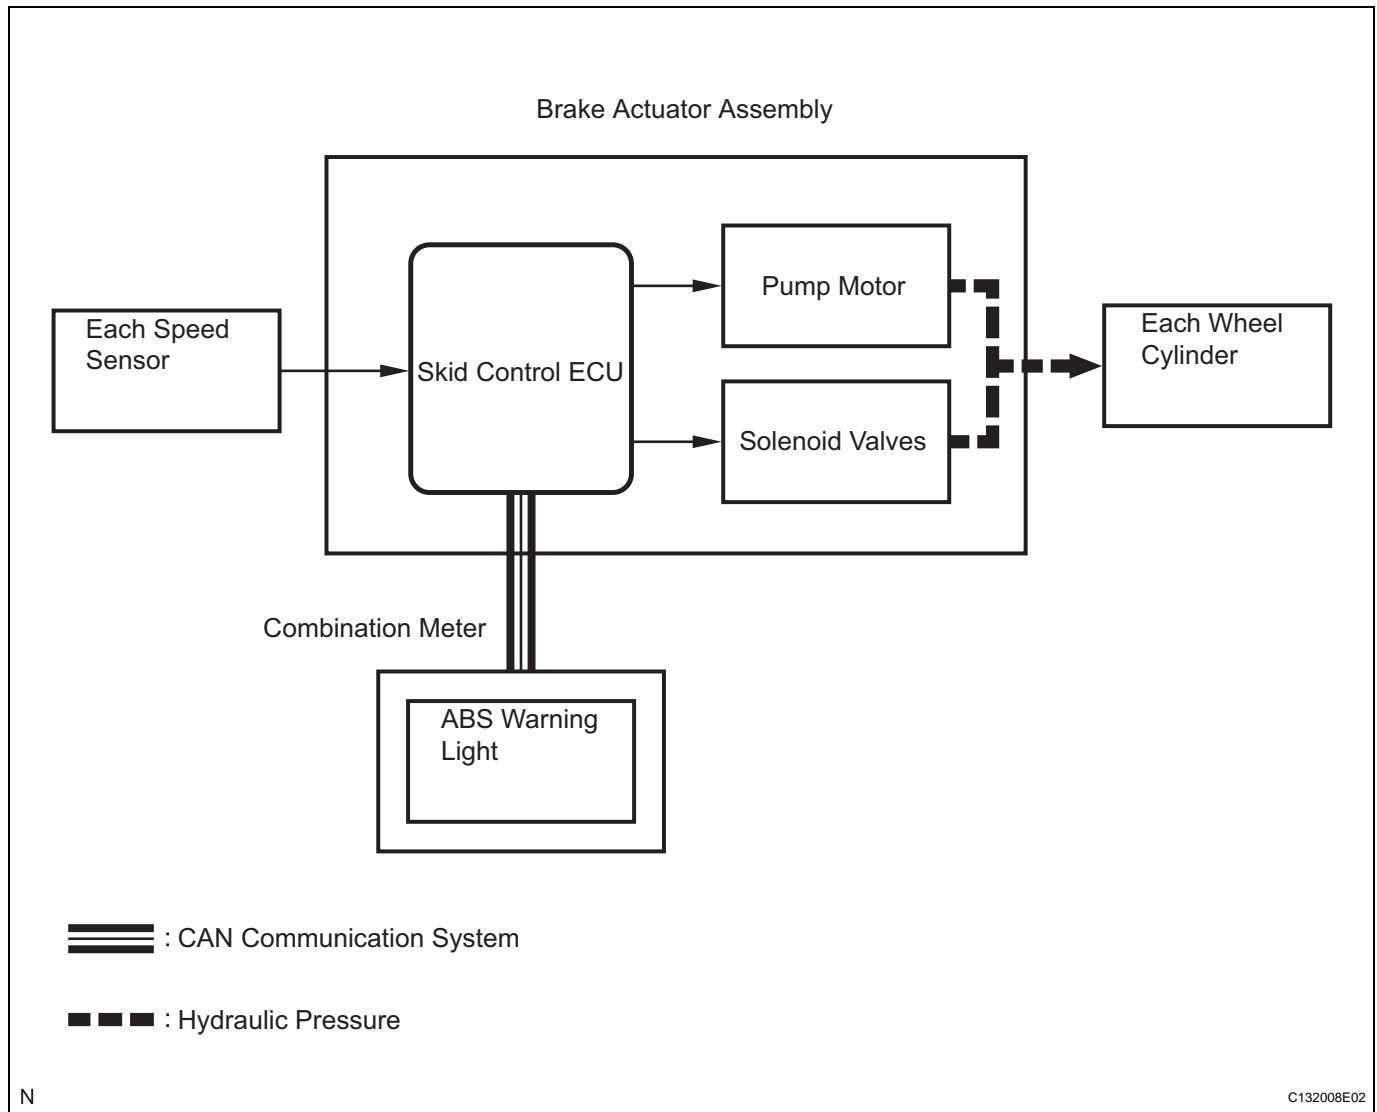 Brake Actuator Assembly
Each Speed
Sensor
Skid Control ECU
Pump Motor
Solenoid Valves
Each Wheel
Cylinder
Combination Meter
ABS Warning
Light
: CAN Communication System
: Hydraulic Pressure
N
C132008E02